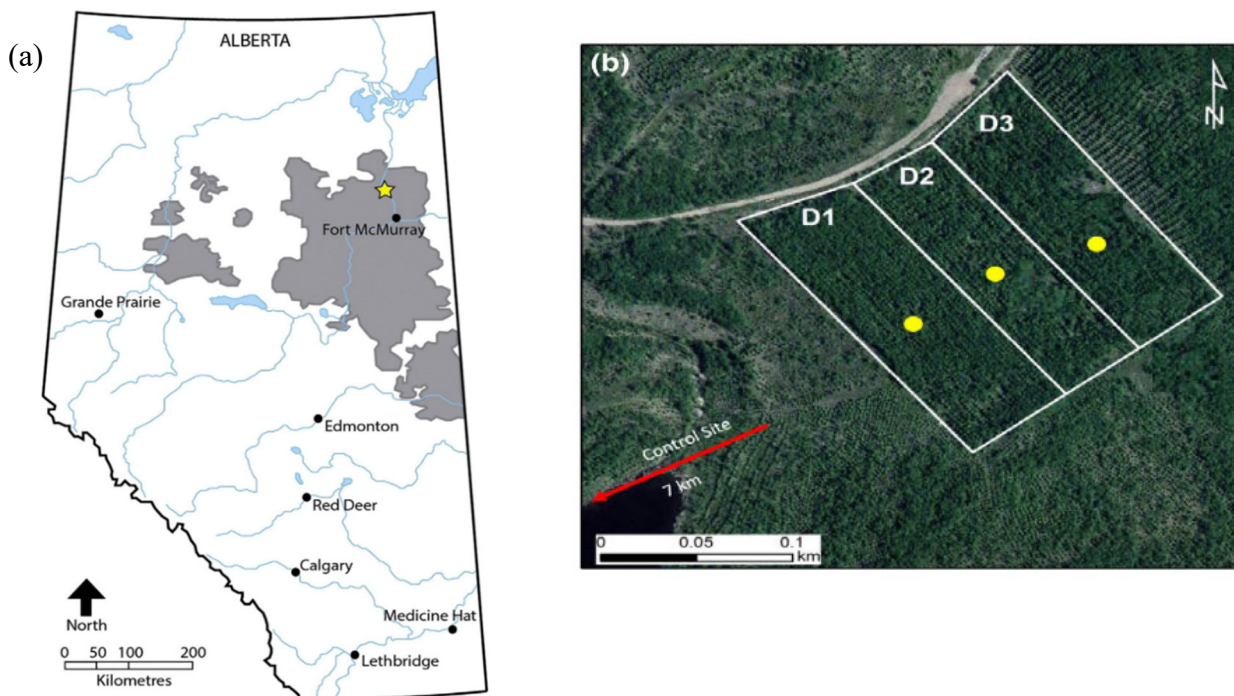 (a)
ALBERTA
Fort McMurray
Grande Prairie
Edmonton
Red Deer
Calgary
Medicine Hat
Lethbridge
North
0 50 100 200
Kilometres
(b)
N
D3
D2
D1
Control Site
7 km
0 0.05 0.1
km